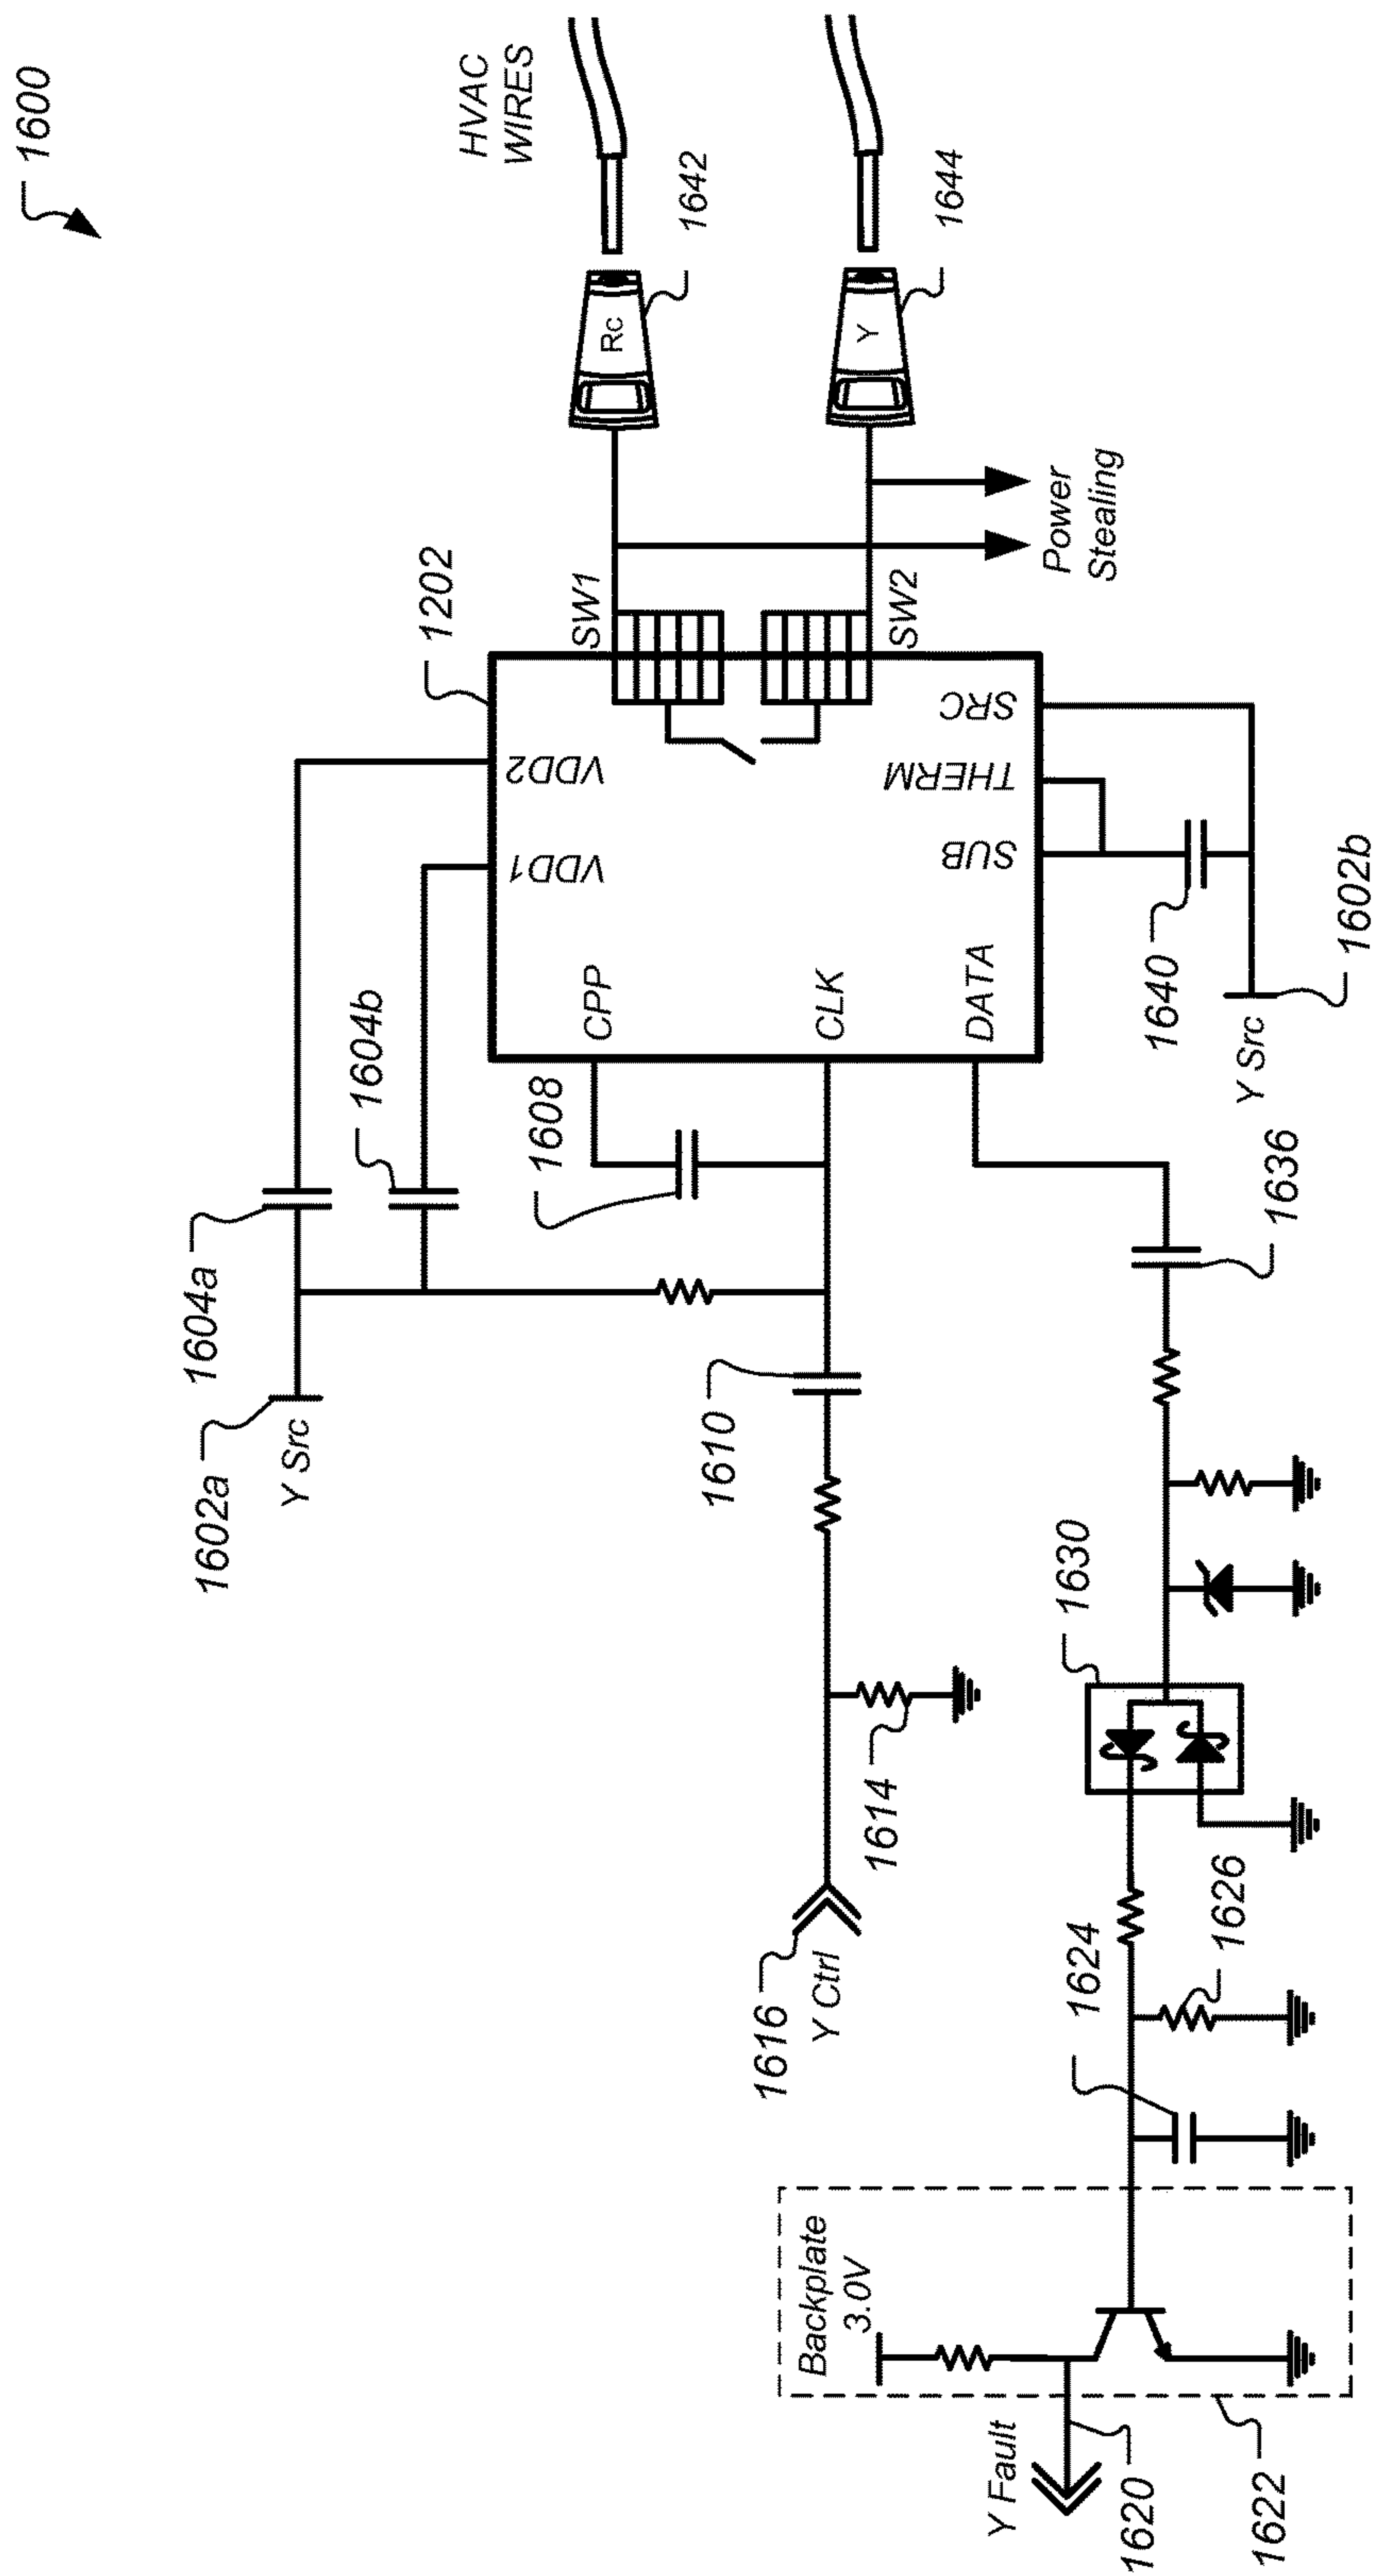 1600
HVAC
WIRES
1642
1644
Rc
Y
Power
Stealing
1202
SW1
SW2
VDD2
VDD1
CPP
CLK
DATA
SRC
THERM
SUB
1604b
1604a
1608
1602a
Y Src
1610
1640
Y Src
1602b
1636
1630
1614
1616
Y Ctrl
1624
1626
Backplate
3.0V
Y Fault
1620
1622